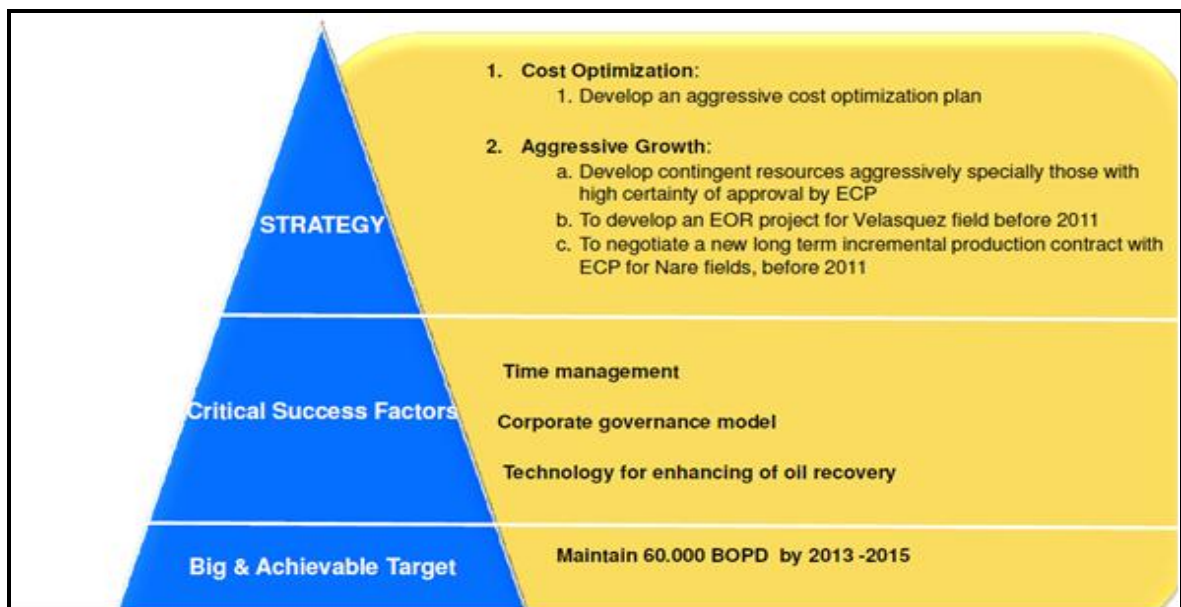 1. Cost Optimization:
1. Develop an aggressive cost optimization plan
2. Aggressive Growth:
a. Develop contingent resources aggressively specially those with
high certainty of approval by ECP
b. To develop an EOR project for Velasquez field before 2011
c. To negotiate a new long term incremental production contract with
ECP for Nare fields, before 2011
STRATEGY
Time management
Critical Success Factors
Corporate governance model
Technology for enhancing of oil recovery
Big & Achievable Target
Maintain 60.000 BOPD by 2013 -2015